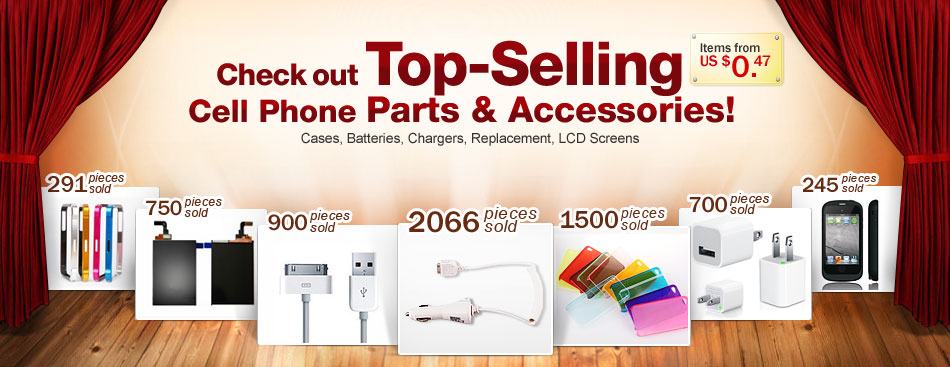 Check out Top-Selling
Items from
US $0.47
Cell Phone Parts & Accessories!
Cases, Batteries, Chargers, Replacement, LCD Screens
291 pieces sold
750 pieces sold
900 pieces sold
2066 pieces sold
1500 pieces sold
700 pieces sold
245 pieces sold